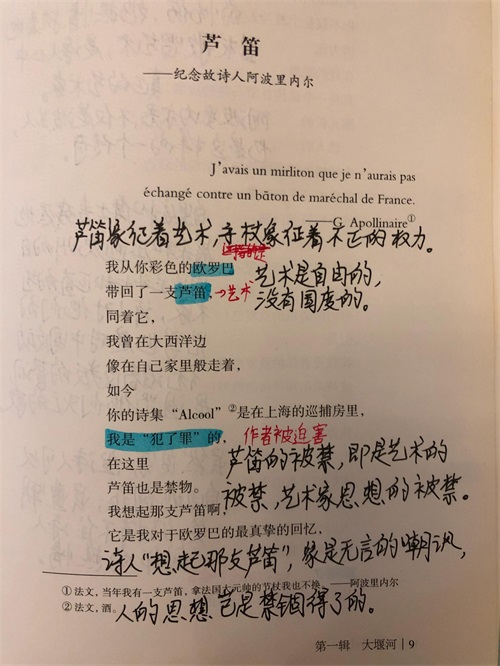 芦笛
——纪念故诗人阿波里内尔
J'avais un mirliton que je n'aurais pas
échangé contre un bāton de maréchal de France.
——G. Apollinaire①
芦笛象征着艺术,手杖象征着不正的权力。
我从你彩色的欧罗巴
艺术是自由的,
带回了一支芦笛,
→艺术
没有国度的。
同着它,
我曾在大西洋边
像在自己家里般走着,
如今
你的诗集“Alcool”②是在上海的巡捕房里,
我是“犯了罪”的,
作者被迫害
在这里
芦笛的被禁,即是艺术的
芦笛也是禁物。
被禁,艺术家思想的被禁。
我想起那支芦笛啊,
它是我对于欧罗巴的最真挚的回忆,
诗人“想起那支芦笛”,象是无言的嘲讽,
①法文,当年我有一支芦笛,拿法国大元帅的节杖我也不换。——阿波里内尔
②法文,酒。
人的思想岂是禁锢得了的。
第一辑 大堰河|9